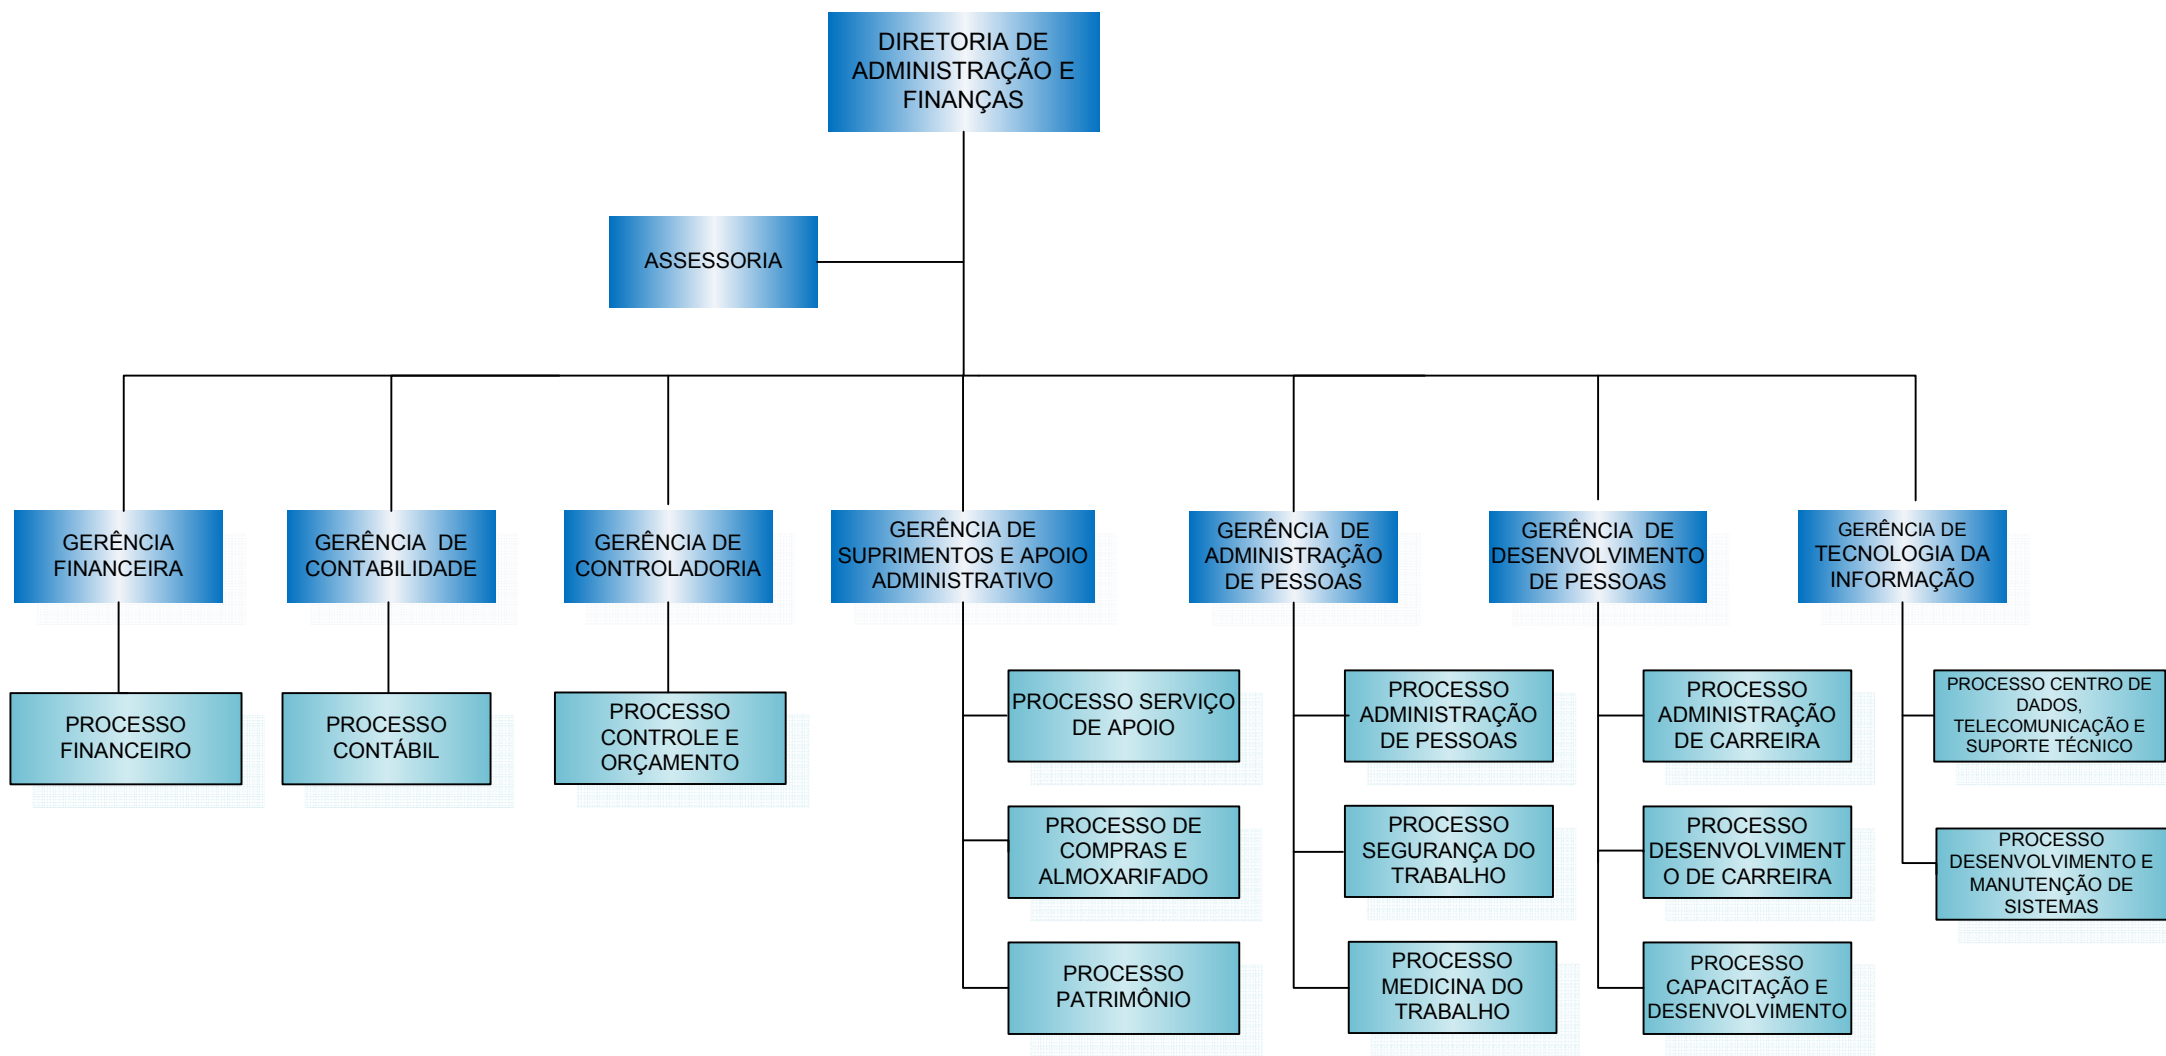 DIRETORIA DE
ADMINISTRAÇÃO E
FINANÇAS
ASSESSORIA
GERÊNCIA
FINANCEIRA
GERÊNCIA DE
CONTABILIDADE
GERÊNCIA DE
CONTROLADORIA
GERÊNCIA DE
SUPRIMENTOS E APOIO
ADMINISTRATIVO
GERÊNCIA DE
ADMINISTRAÇÃO
DE PESSOAS
GERÊNCIA DE
DESENVOLVIMENTO
DE PESSOAS
GERÊNCIA DE
TECNOLOGIA DA
INFORMAÇÃO
PROCESSO
FINANCEIRO
PROCESSO
CONTÁBIL
PROCESSO
CONTROLE E
ORÇAMENTO
PROCESSO SERVIÇO
DE APOIO
PROCESSO
ADMINISTRAÇÃO
DE PESSOAS
PROCESSO
ADMINISTRAÇÃO
DE CARREIRA
PROCESSO CENTRO DE
DADOS,
TELECOMUNICAÇÃO E
SUPORTE TÉCNICO
PROCESSO DE
COMPRAS E
ALMOXARIFADO
PROCESSO
SEGURANÇA DO
TRABALHO
PROCESSO
DESENVOLVIMENT
O DE CARREIRA
PROCESSO
DESENVOLVIMENTO E
MANUTENÇÃO DE
SISTEMAS
PROCESSO
PATRIMÔNIO
PROCESSO
MEDICINA DO
TRABALHO
PROCESSO
CAPACITAÇÃO E
DESENVOLVIMENTO